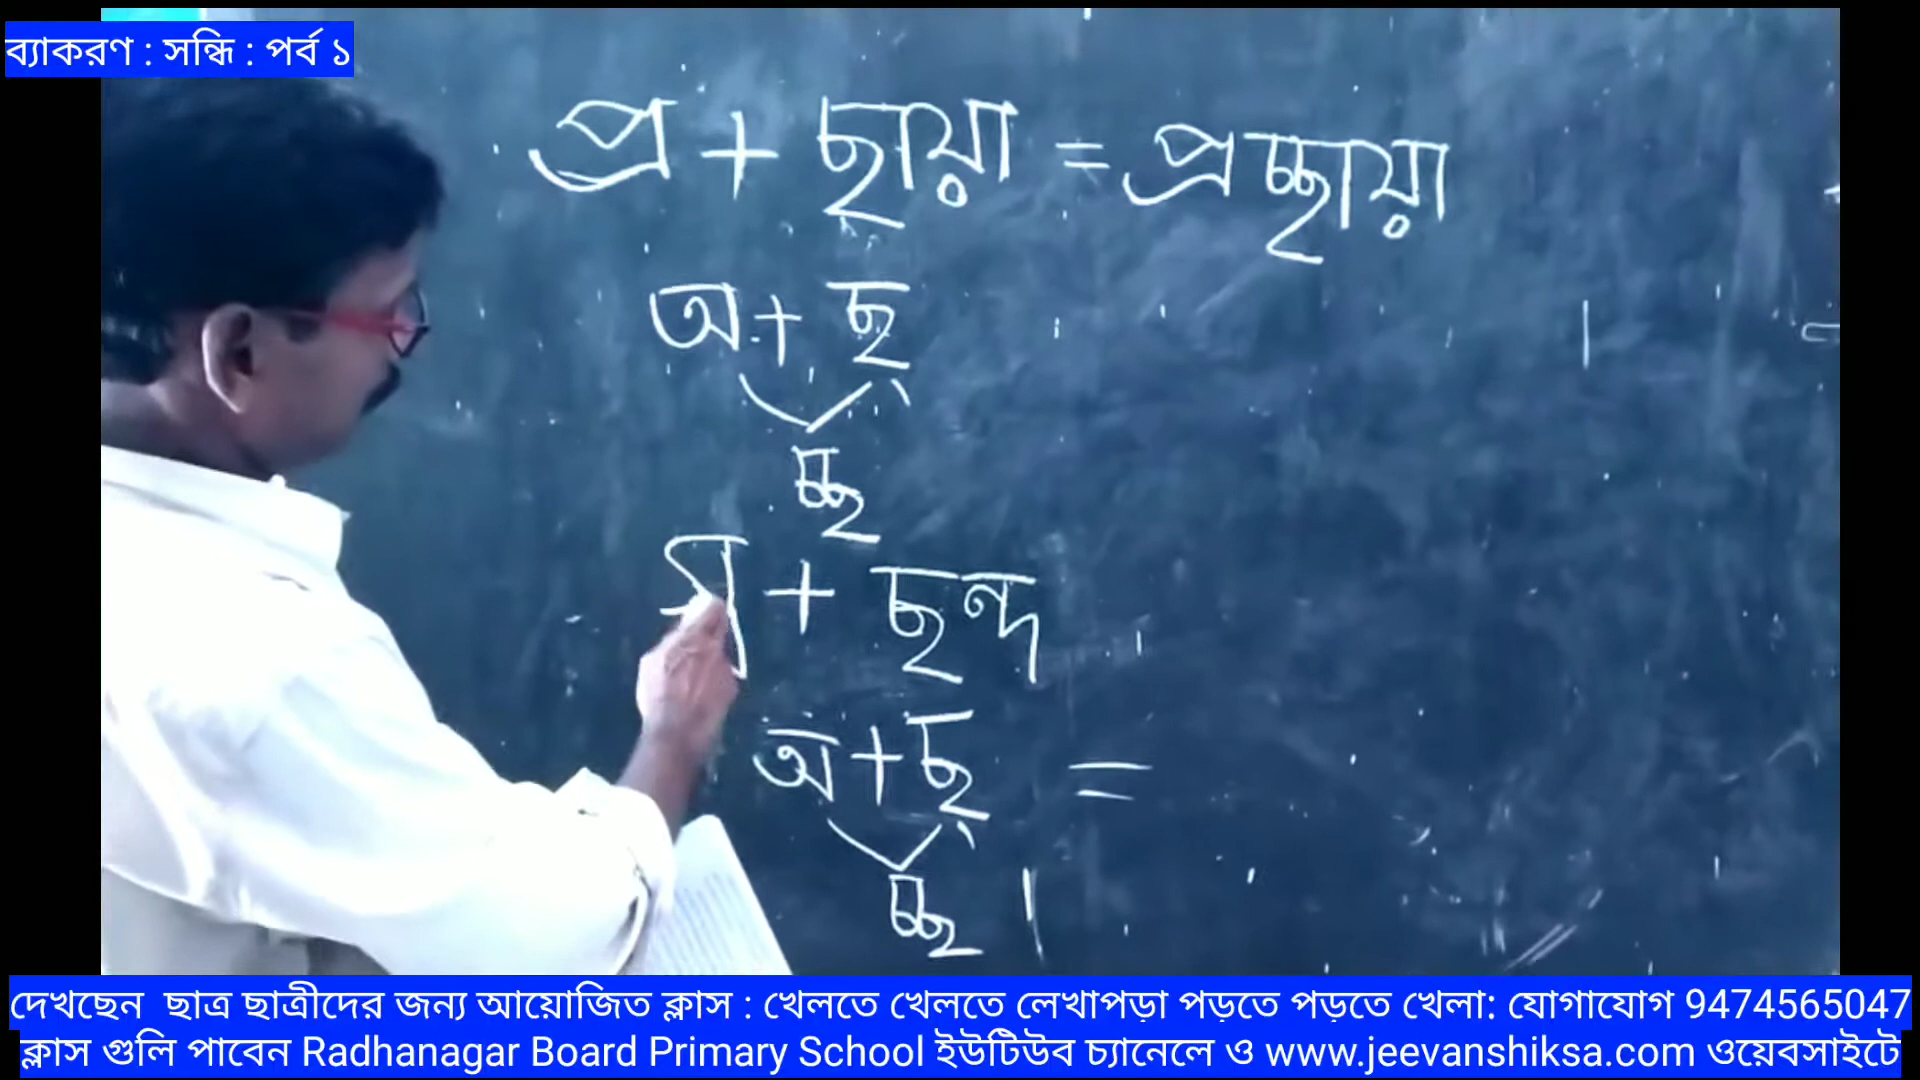 ব্যাকরণ : সন্ধি : পর্ব ১
প্র + ছায়া = প্রচ্ছায়া
অ + ছ
চ্ছ
+ ছন্দ
অ + ছ =
চ্ছ
দেখছেন ছাত্র ছাত্রীদের জন্য আয়োজিত ক্লাস : খেলতে খেলতে লেখাপড়া পড়তে পড়তে খেলা: যোগাযোগ 9474565047
ক্লাস গুলি পাবেন Radhanagar Board Primary School ইউটিউব চ্যানেলে ও www.jeevanshiksa.com ওয়েবসাইটে